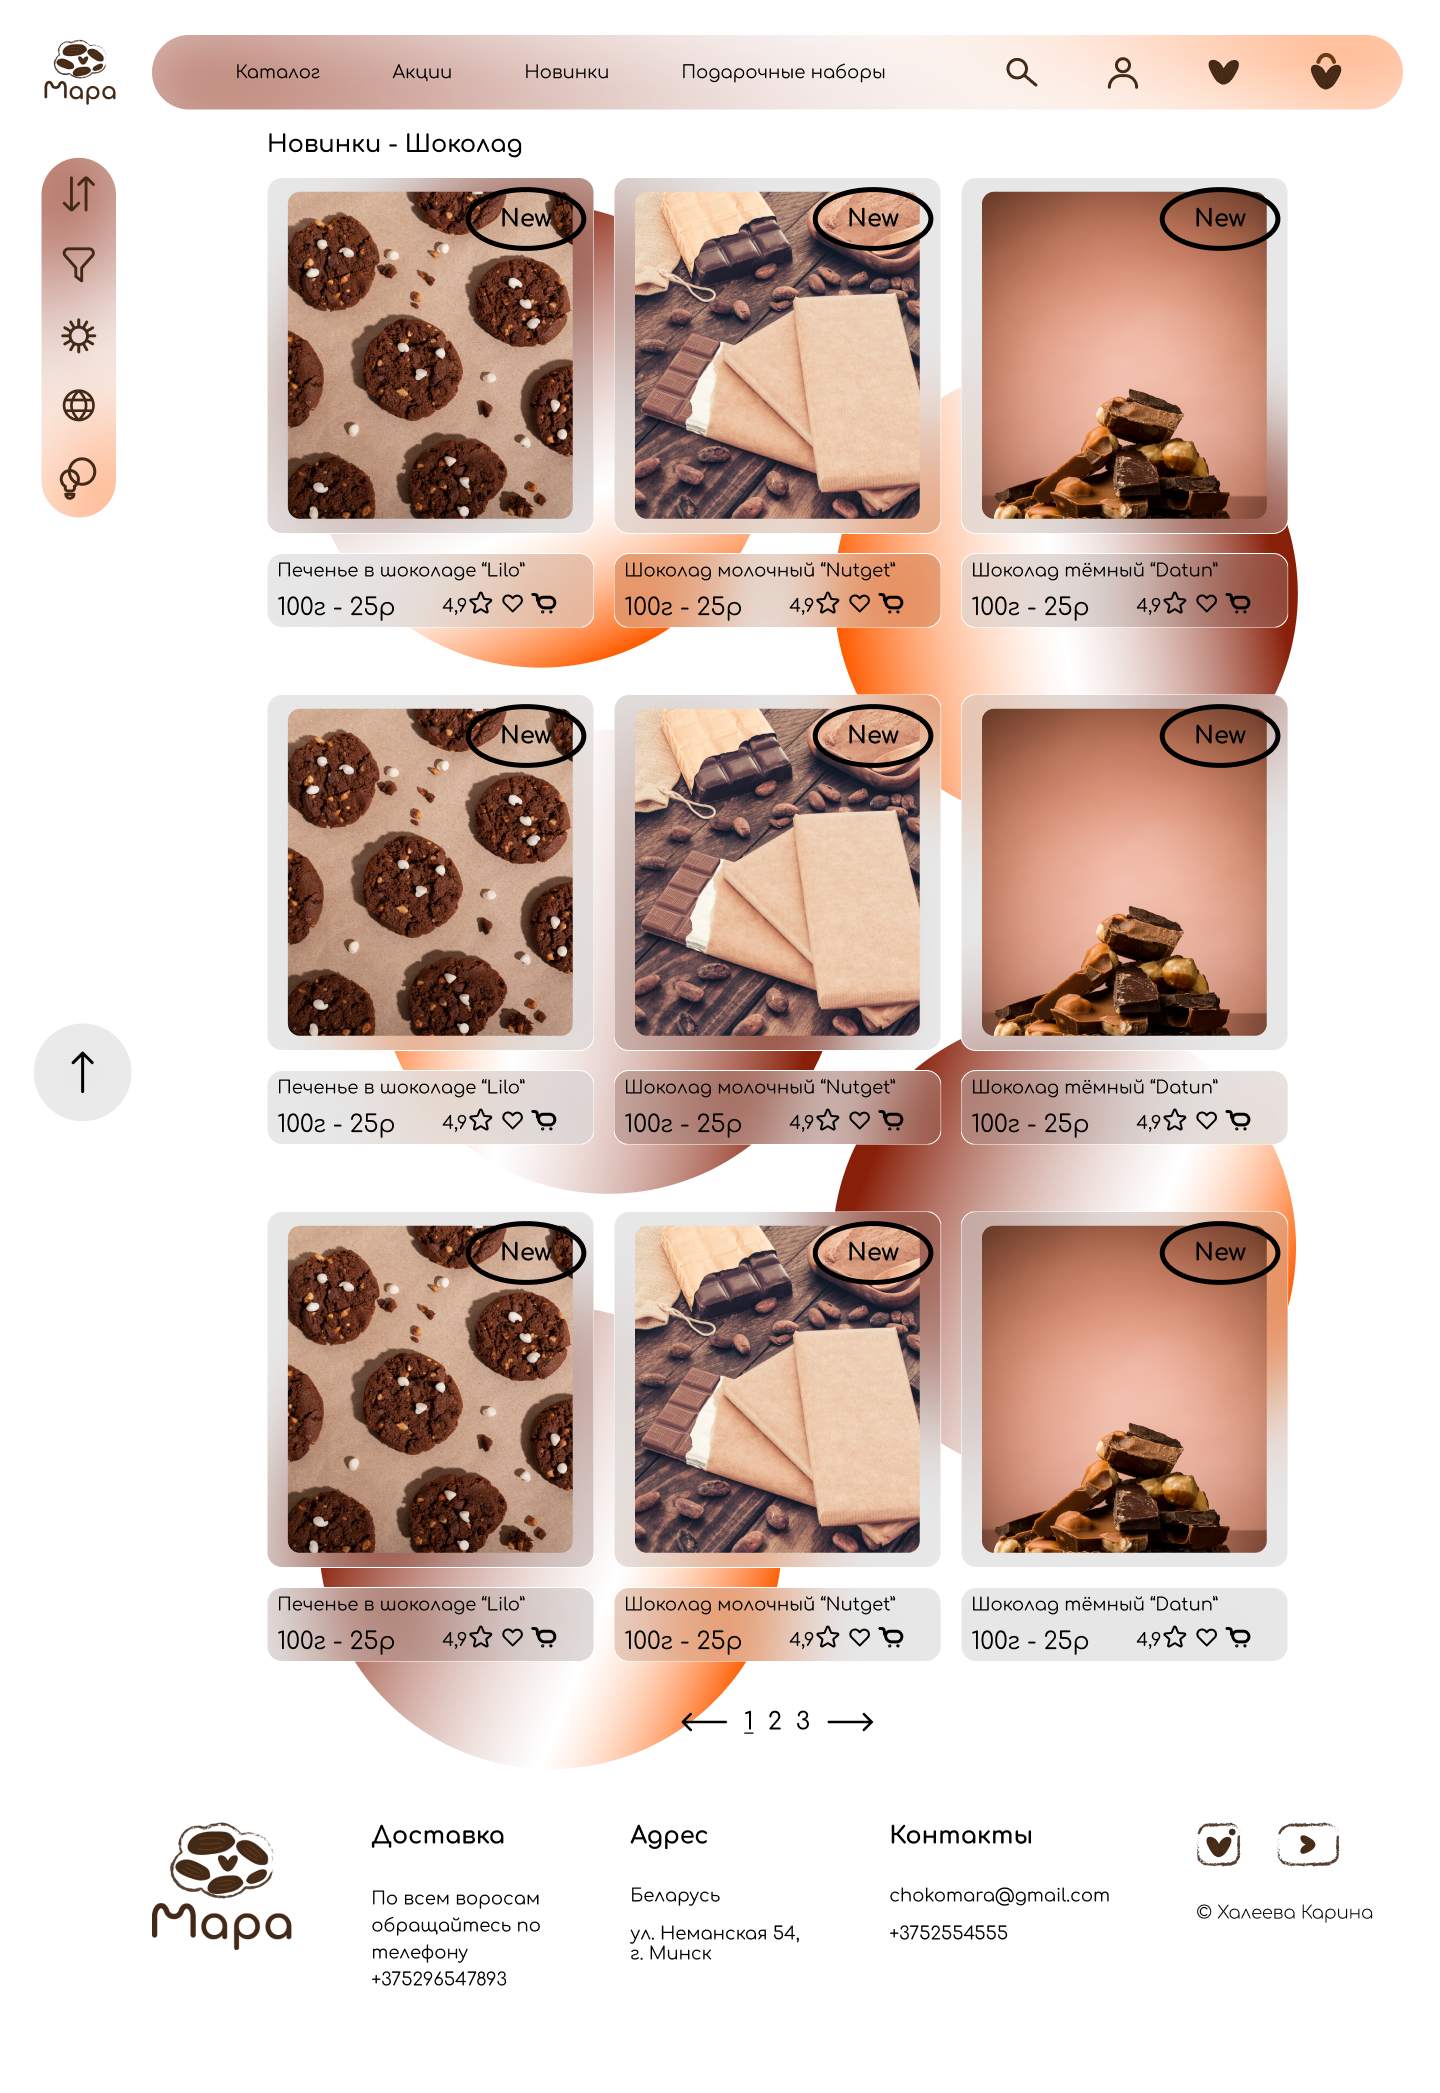 Мара
Каталог
Акции
Новинки
Подарочные наборы
Новинки - Шоколад
New
New
New
Печенье в шоколаде “Lilo”
100г - 25р
4,9
Шоколад молочный “Nutget”
100г - 25р
4,9
Шоколад тёмный “Datun”
100г - 25р
4,9
New
New
New
Печенье в шоколаде “Lilo”
100г - 25р
4,9
Шоколад молочный “Nutget”
100г - 25р
4,9
Шоколад тёмный “Datun”
100г - 25р
4,9
New
New
New
Печенье в шоколаде “Lilo”
100г - 25р
4,9
Шоколад молочный “Nutget”
100г - 25р
4,9
Шоколад тёмный “Datun”
100г - 25р
4,9
1 2 3
Мара
Доставка
По всем воросам
обращайтесь по
телефону
+375296547893
Адрес
Беларусь
ул. Неманская 54,
г. Минск
Контакты
chokomara@gmail.com
+3752554555
© Халеева Карина